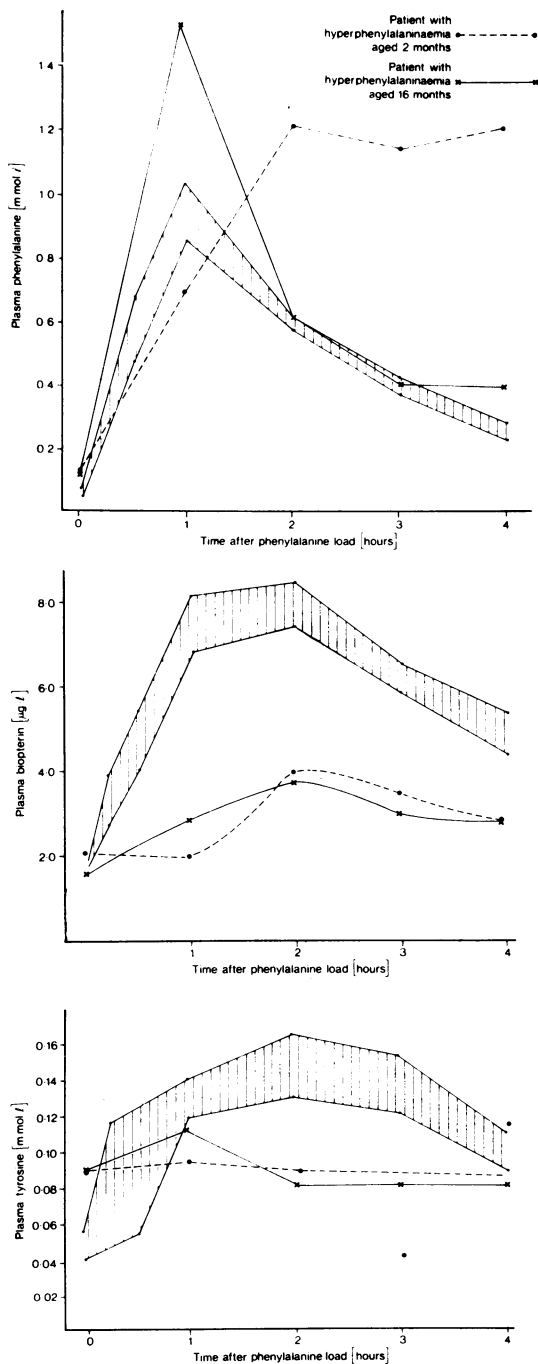 Patient with
hyperphenylalaninaemia
aged 2 months
Patient with
hyperphenylalaninaemia
aged 16 months
1·4
1·2
1·0
0·8
0·6
0·4
0·2
Plasma phenylalanine [m mol l]
0 1 2 3 4
Time after phenylalanine load [hours]
8·0
6·0
4·0
2·0
Plasma biopterin [µg l]
1 2 3 4
Time after phenylalanine load [hours]
0·16
0·14
0·12
0·10
0·08
0·06
0·04
0·02
Plasma tyrosine [m mol l]
0 1 2 3 4
Time after phenylalanine load [hours]